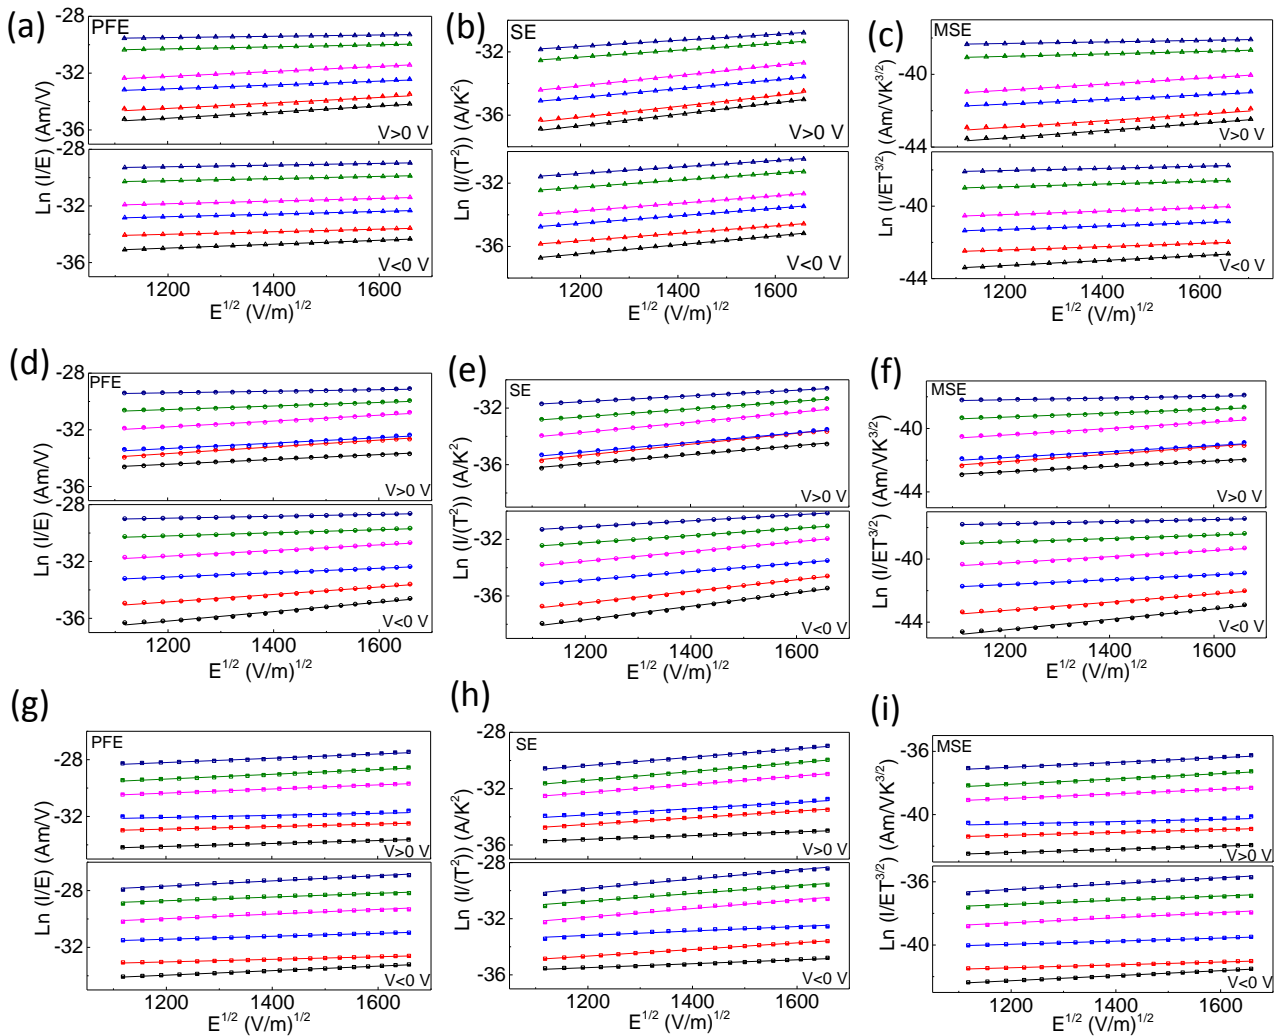 (a)
PFE
-28
-32
-36
V>0 V
-28
-32
-36
V<0 V
Ln (I/E) (Am/V)
1200 1400 1600
E^1/2 (V/m)^1/2
(b)
SE
-32
-36
V>0 V
-32
-36
V<0 V
Ln (I/(T^2)) (A/K^2)
1200 1400 1600
E^1/2 (V/m)^1/2
(c)
MSE
-40
-44
V>0 V
-40
-44
V<0 V
Ln (I/ET^3/2) (Am/VK^3/2)
1200 1400 1600
E^1/2 (V/m)^1/2
(d)
PFE
-28
-32
-36
V>0 V
-32
-36
V<0 V
Ln (I/E) (Am/V)
1200 1400 1600
E^1/2 (V/m)^1/2
(e)
SE
-32
-36
V>0 V
-32
-36
V<0 V
Ln (I/(T^2)) (A/K^2)
1200 1400 1600
E^1/2 (V/m)^1/2
(f)
MSE
-40
-44
V>0 V
-40
-44
V<0 V
Ln (I/ET^3/2) (Am/VK^3/2)
1200 1400 1600
E^1/2 (V/m)^1/2
(g)
PFE
-28
-32
V>0 V
-28
-32
V<0 V
Ln (I/E) (Am/V)
1200 1400 1600
E^1/2 (V/m)^1/2
(h)
SE
-28
-32
-36
V>0 V
-28
-32
-36
V<0 V
Ln (I/(T^2)) (A/K^2)
1200 1400 1600
E^1/2 (V/m)^1/2
(i)
MSE
-36
-40
V>0 V
-36
-40
V<0 V
Ln (I/ET^3/2) (Am/VK^3/2)
1200 1400 1600
E^1/2 (V/m)^1/2